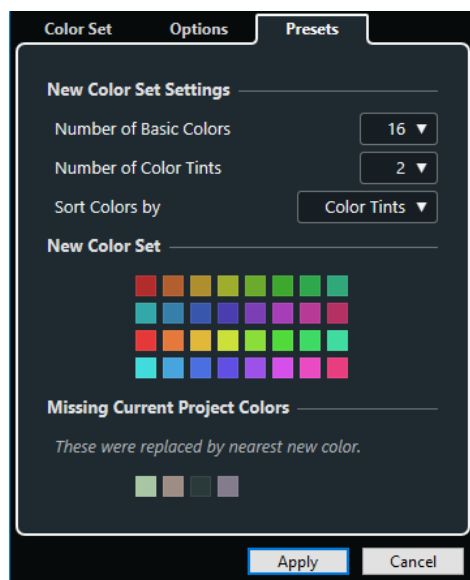 Color Set Options Presets
New Color Set Settings
Number of Basic Colors 16
Number of Color Tints 2
Sort Colors by Color Tints
New Color Set
Missing Current Project Colors
These were replaced by nearest new color.
Apply Cancel